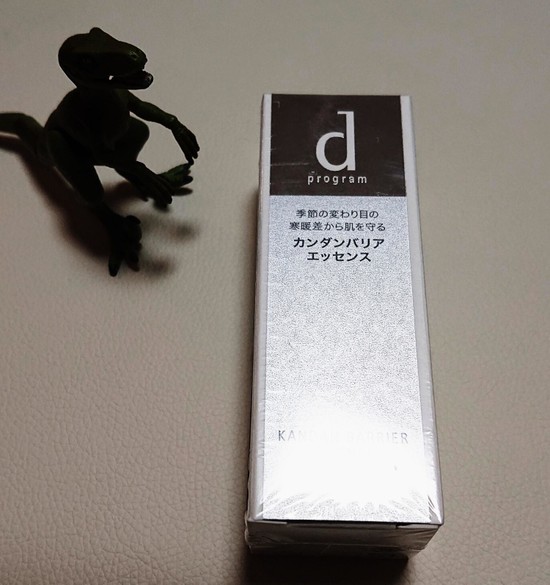 d
program
季節の変わり目の
寒暖差から肌を守る
カンダンバリア
エッセンス